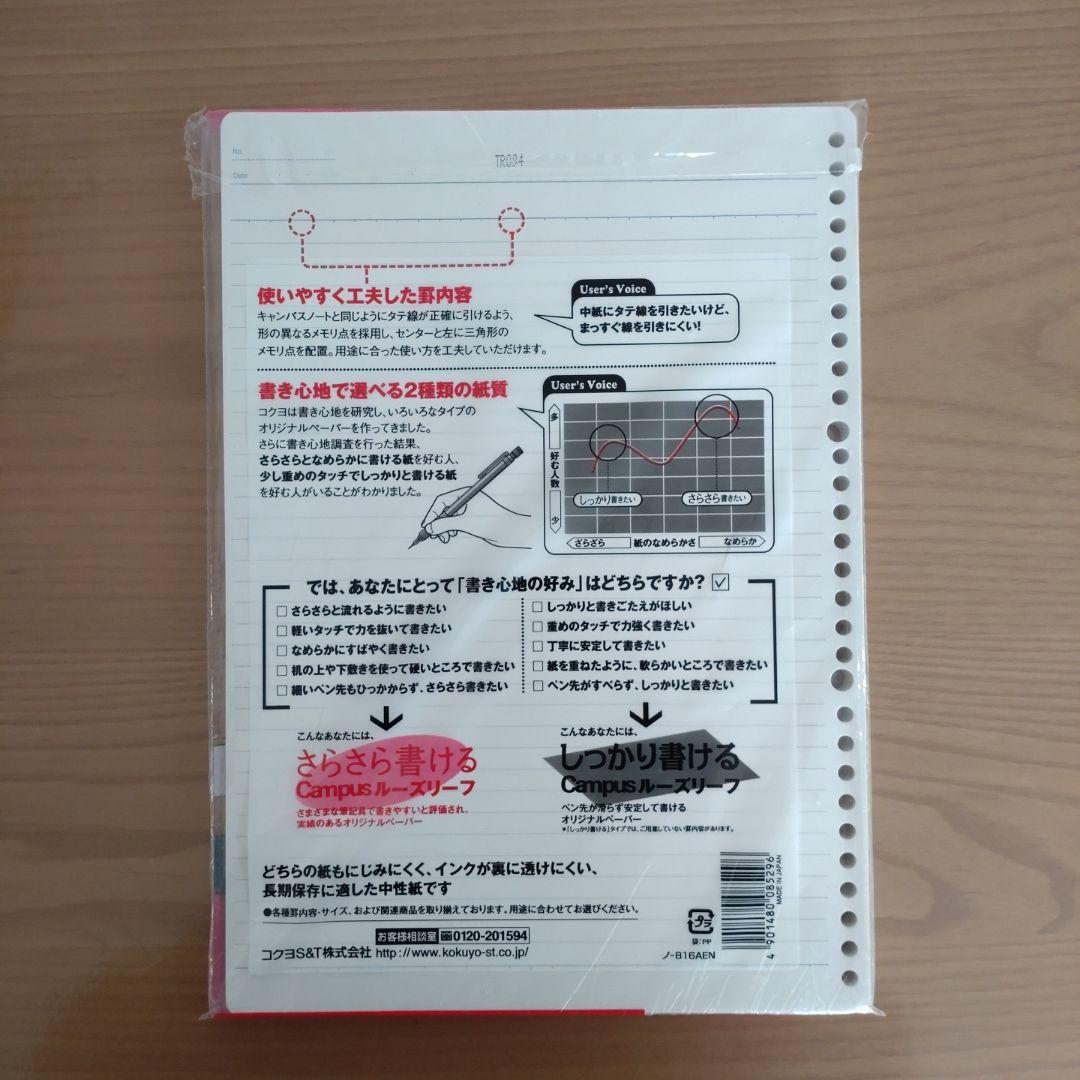 No.
TR094
Date
使いやすく工夫した罫内容
キャンパスノートと同じようにタテ線が正確に引けるよう、
形の異なるメモリ点を採用し、センターと左に三角形の
メモリ点を配置。用途に合った使い方を工夫していただけます。
User's Voice
中紙にタテ線を引きたいけど、
まっすぐ線を引きにくい!
書き心地で選べる2種類の紙質
コクヨは書き心地を研究し、いろいろなタイプの
オリジナルペーパーを作ってきました。
さらに書き心地調査を行った結果、
さらさらとなめらかに書ける紙を好む人、
少し重めのタッチでしっかりと書ける紙
を好む人がいることがわかりました。
User's Voice
多
好む人数
少
しっかり書きたい
さらさら書きたい
ざらざら
紙のなめらかさ
なめらか
では、あなたにとって「書き心地の好み」はどちらですか?
さらさらと流れるように書きたい
軽いタッチで力を抜いて書きたい
なめらかにすばやく書きたい
机の上や下敷きを使って硬いところで書きたい
細いペン先もひっかからず、さらさら書きたい
しっかりと書きごたえがほしい
重めのタッチで力強く書きたい
丁寧に安定して書きたい
紙を重ねたように、軟らかいところで書きたい
ペン先がすべらず、しっかりと書きたい
こんなあなたには、
さらさら書ける
Campusルーズリーフ
さまざまな筆記具で書きやすいと評価され、
実績のあるオリジナルペーパー
こんなあなたには、
しっかり書ける
Campusルーズリーフ
ペン先が滑らず安定して書ける
オリジナルペーパー
*「しっかり書ける」タイプでは、ご用意していない罫内容があります。
どちらの紙もにじみにくく、インクが裏に透けにくい、
長期保存に適した中性紙です
●各種罫内容・サイズ、および関連商品を取り揃えております。用途に合わせてお選びください。
お客様相談室 0120-201594
コクヨS&T株式会社 http://www.kokuyo-st.co.jp/
プラ
袋:PP
ノ-816AEN
4 901480 085296
MADE IN JAPAN